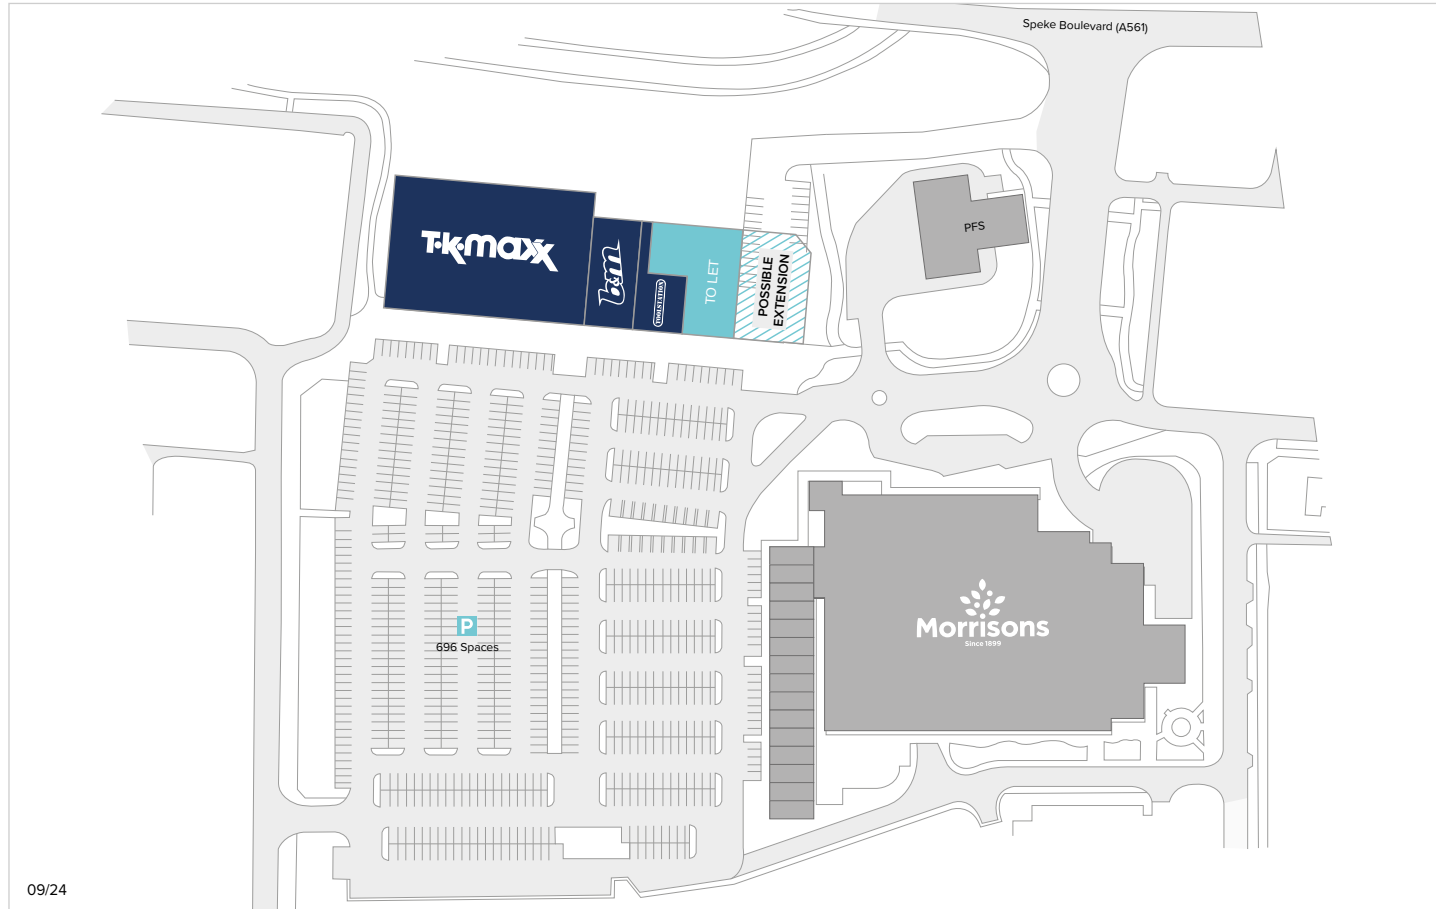 Speke Boulevard (A561)
PFS
T·k·maxx
b&m
TOOLSTATION
TO LET
POSSIBLE
EXTENSION
P
696 Spaces
Morrisons
Since 1899
09/24